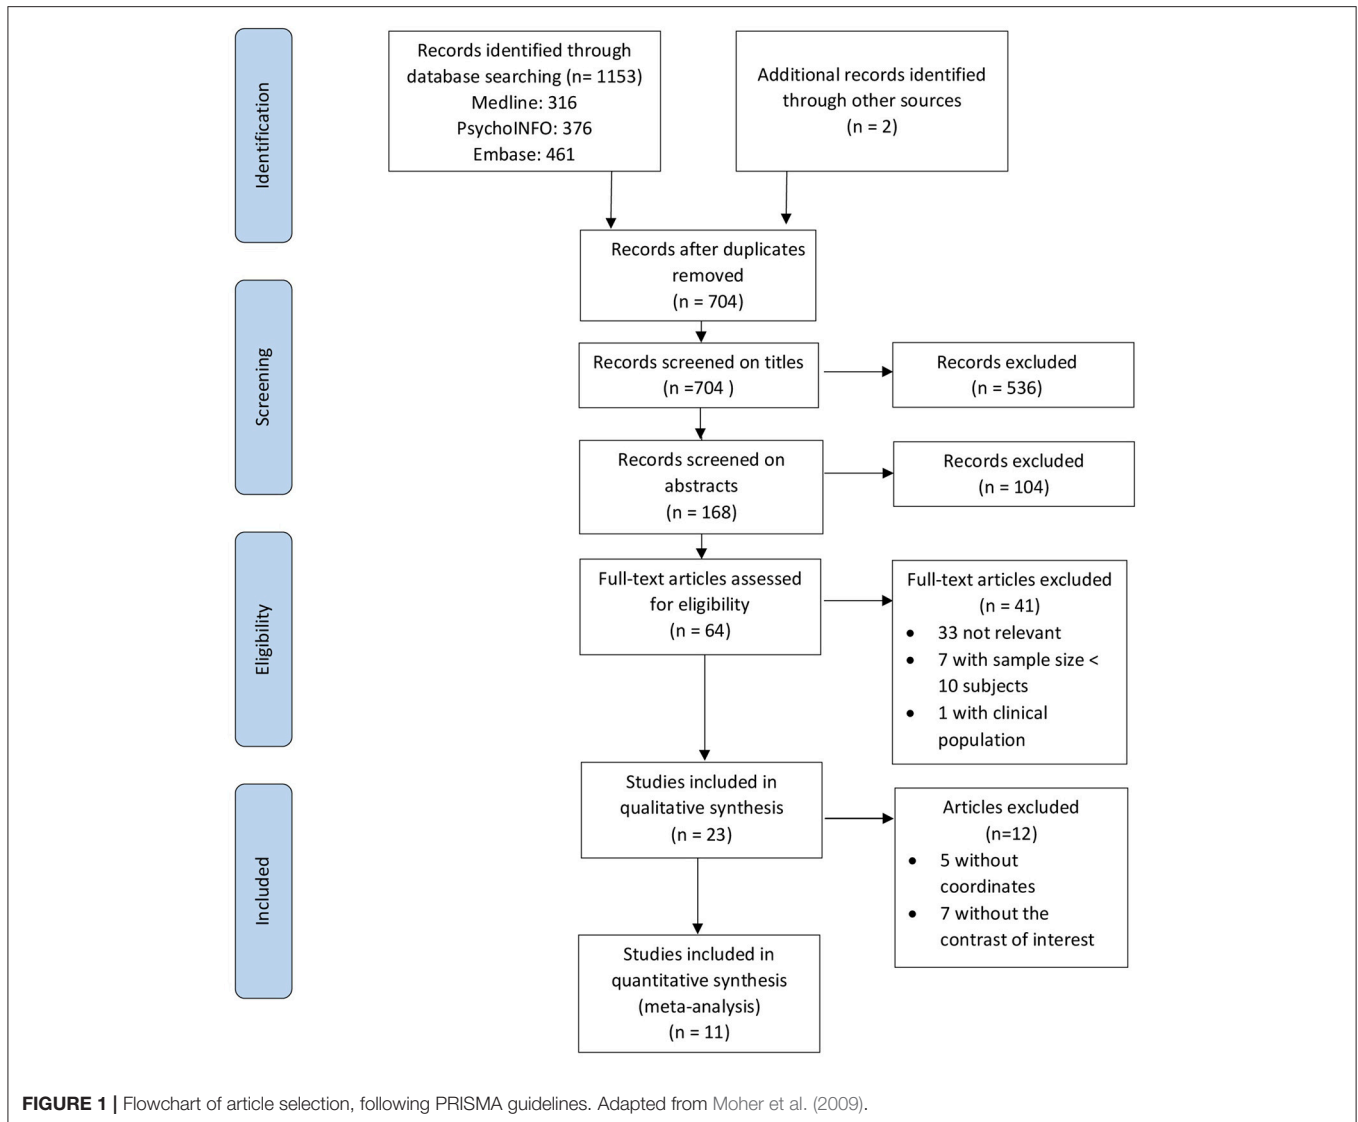 Identification
Records identified through
database searching (n= 1153)
Medline: 316
PsychoINFO: 376
Embase: 461
Additional records identified
through other sources
(n = 2)
Records after duplicates
removed
(n = 704)
Screening
Records screened on titles
(n =704 )
Records excluded
(n = 536)
Records screened on
abstracts
(n = 168)
Records excluded
(n = 104)
Eligibility
Full-text articles assessed
for eligibility
(n = 64)
Full-text articles excluded
(n = 41)
• 33 not relevant
• 7 with sample size <
10 subjects
• 1 with clinical
population
Included
Studies included in
qualitative synthesis
(n = 23)
Articles excluded
(n=12)
• 5 without
coordinates
• 7 without the
contrast of interest
Studies included in
quantitative synthesis
(meta-analysis)
(n = 11)
FIGURE 1 | Flowchart of article selection, following PRISMA guidelines. Adapted from Moher et al. (2009).